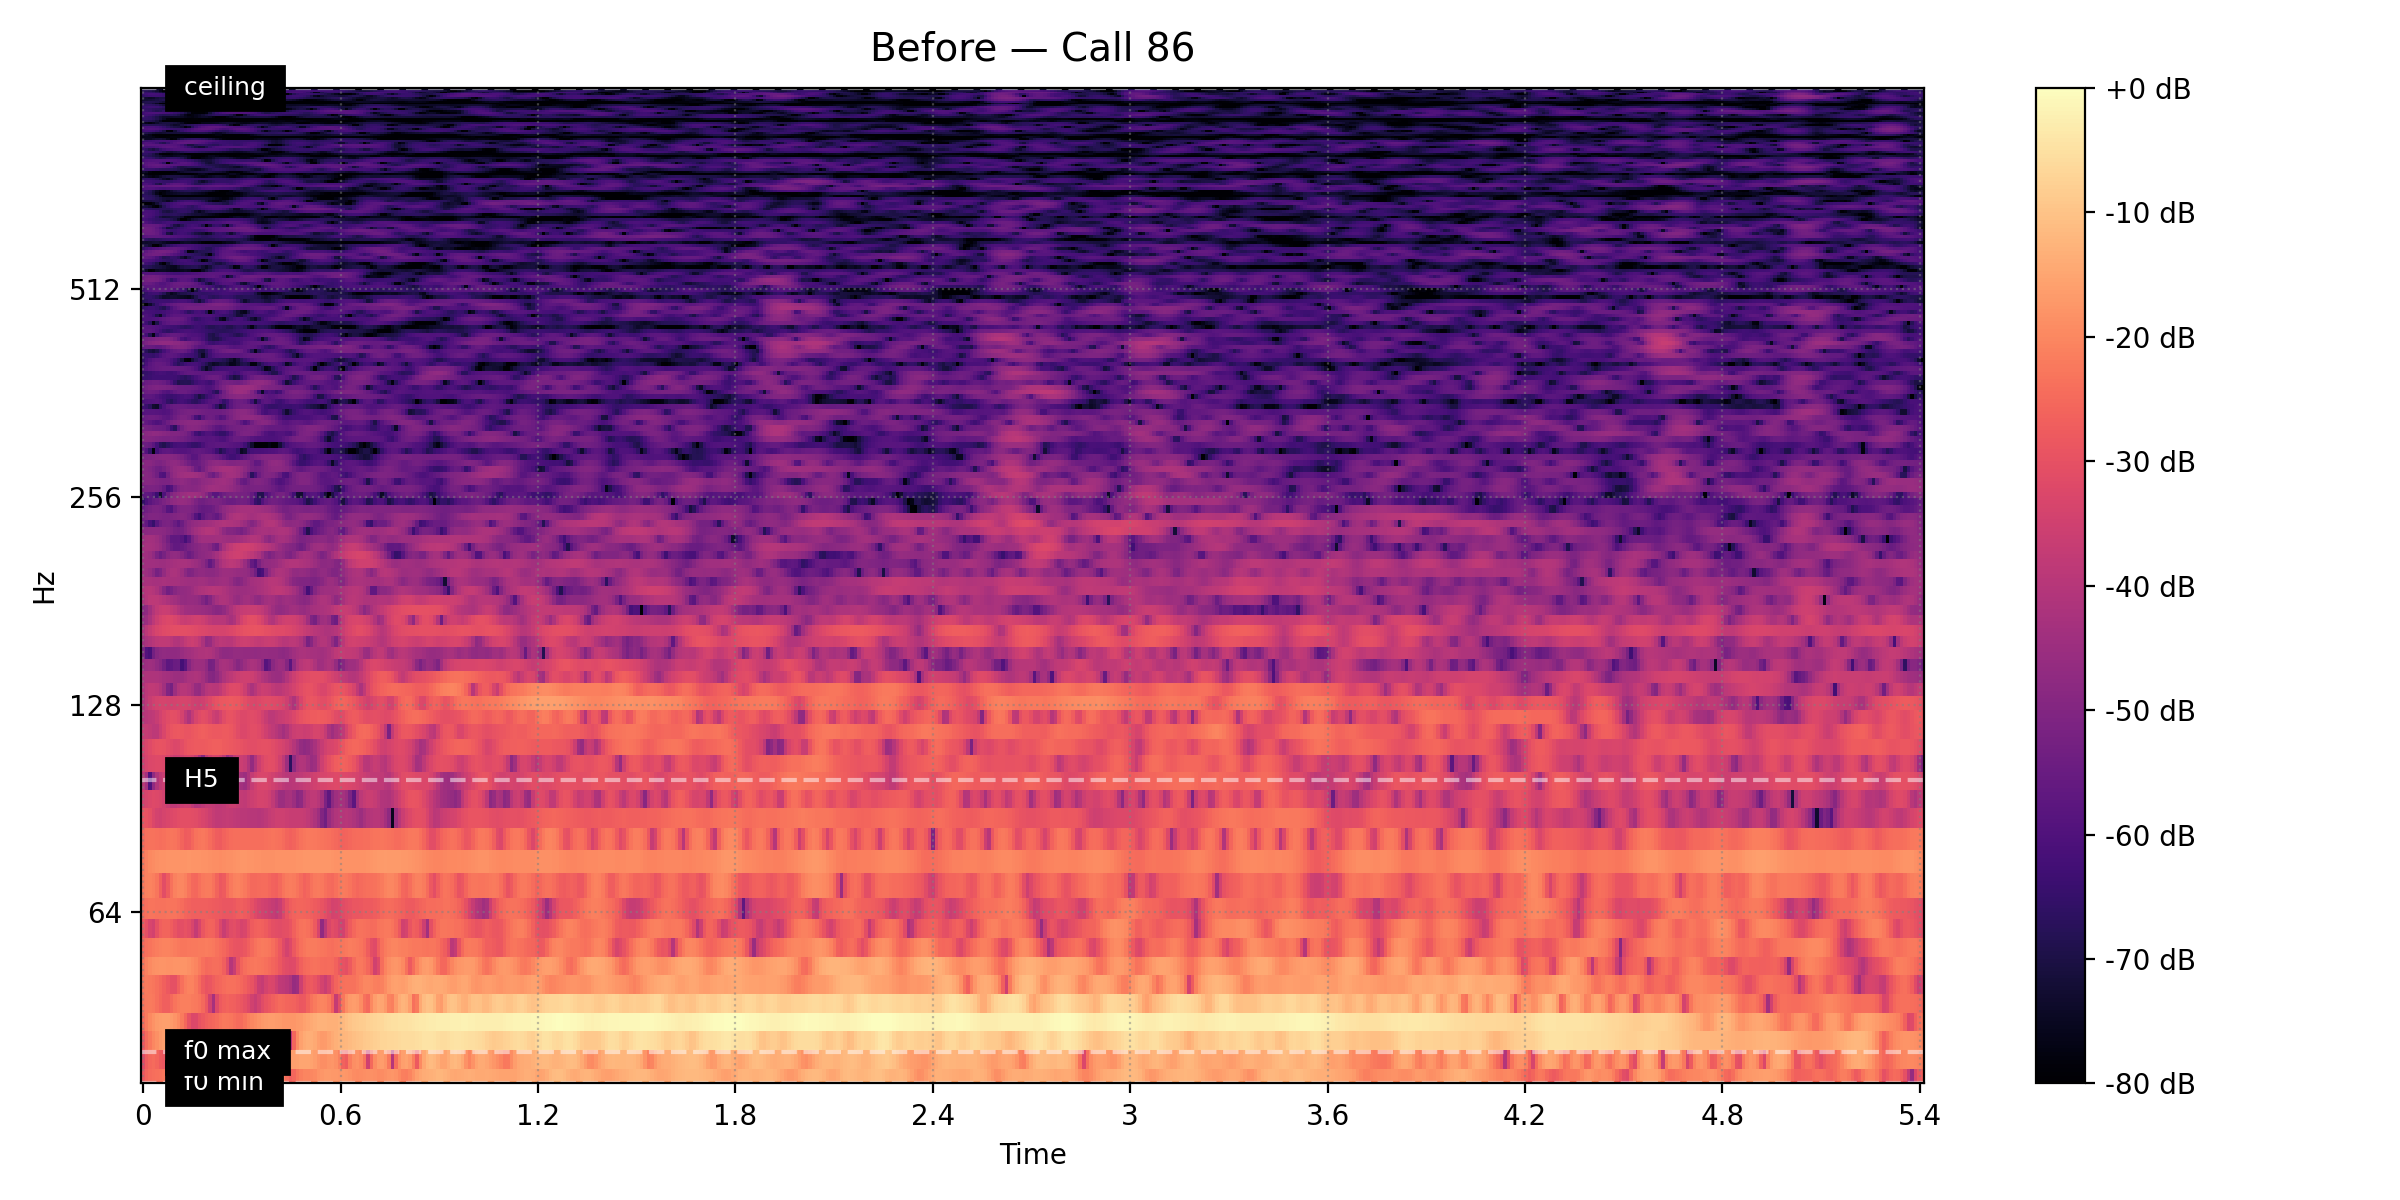 Before — Call 86
ceiling
+0 dB
-10 dB
512
-20 dB
-30 dB
256
Hz
-40 dB
-50 dB
128
H5
-60 dB
64
-70 dB
f0 max
f0 min
-80 dB
0 0.6 1.2 1.8 2.4 3 3.6 4.2 4.8 5.4
Time